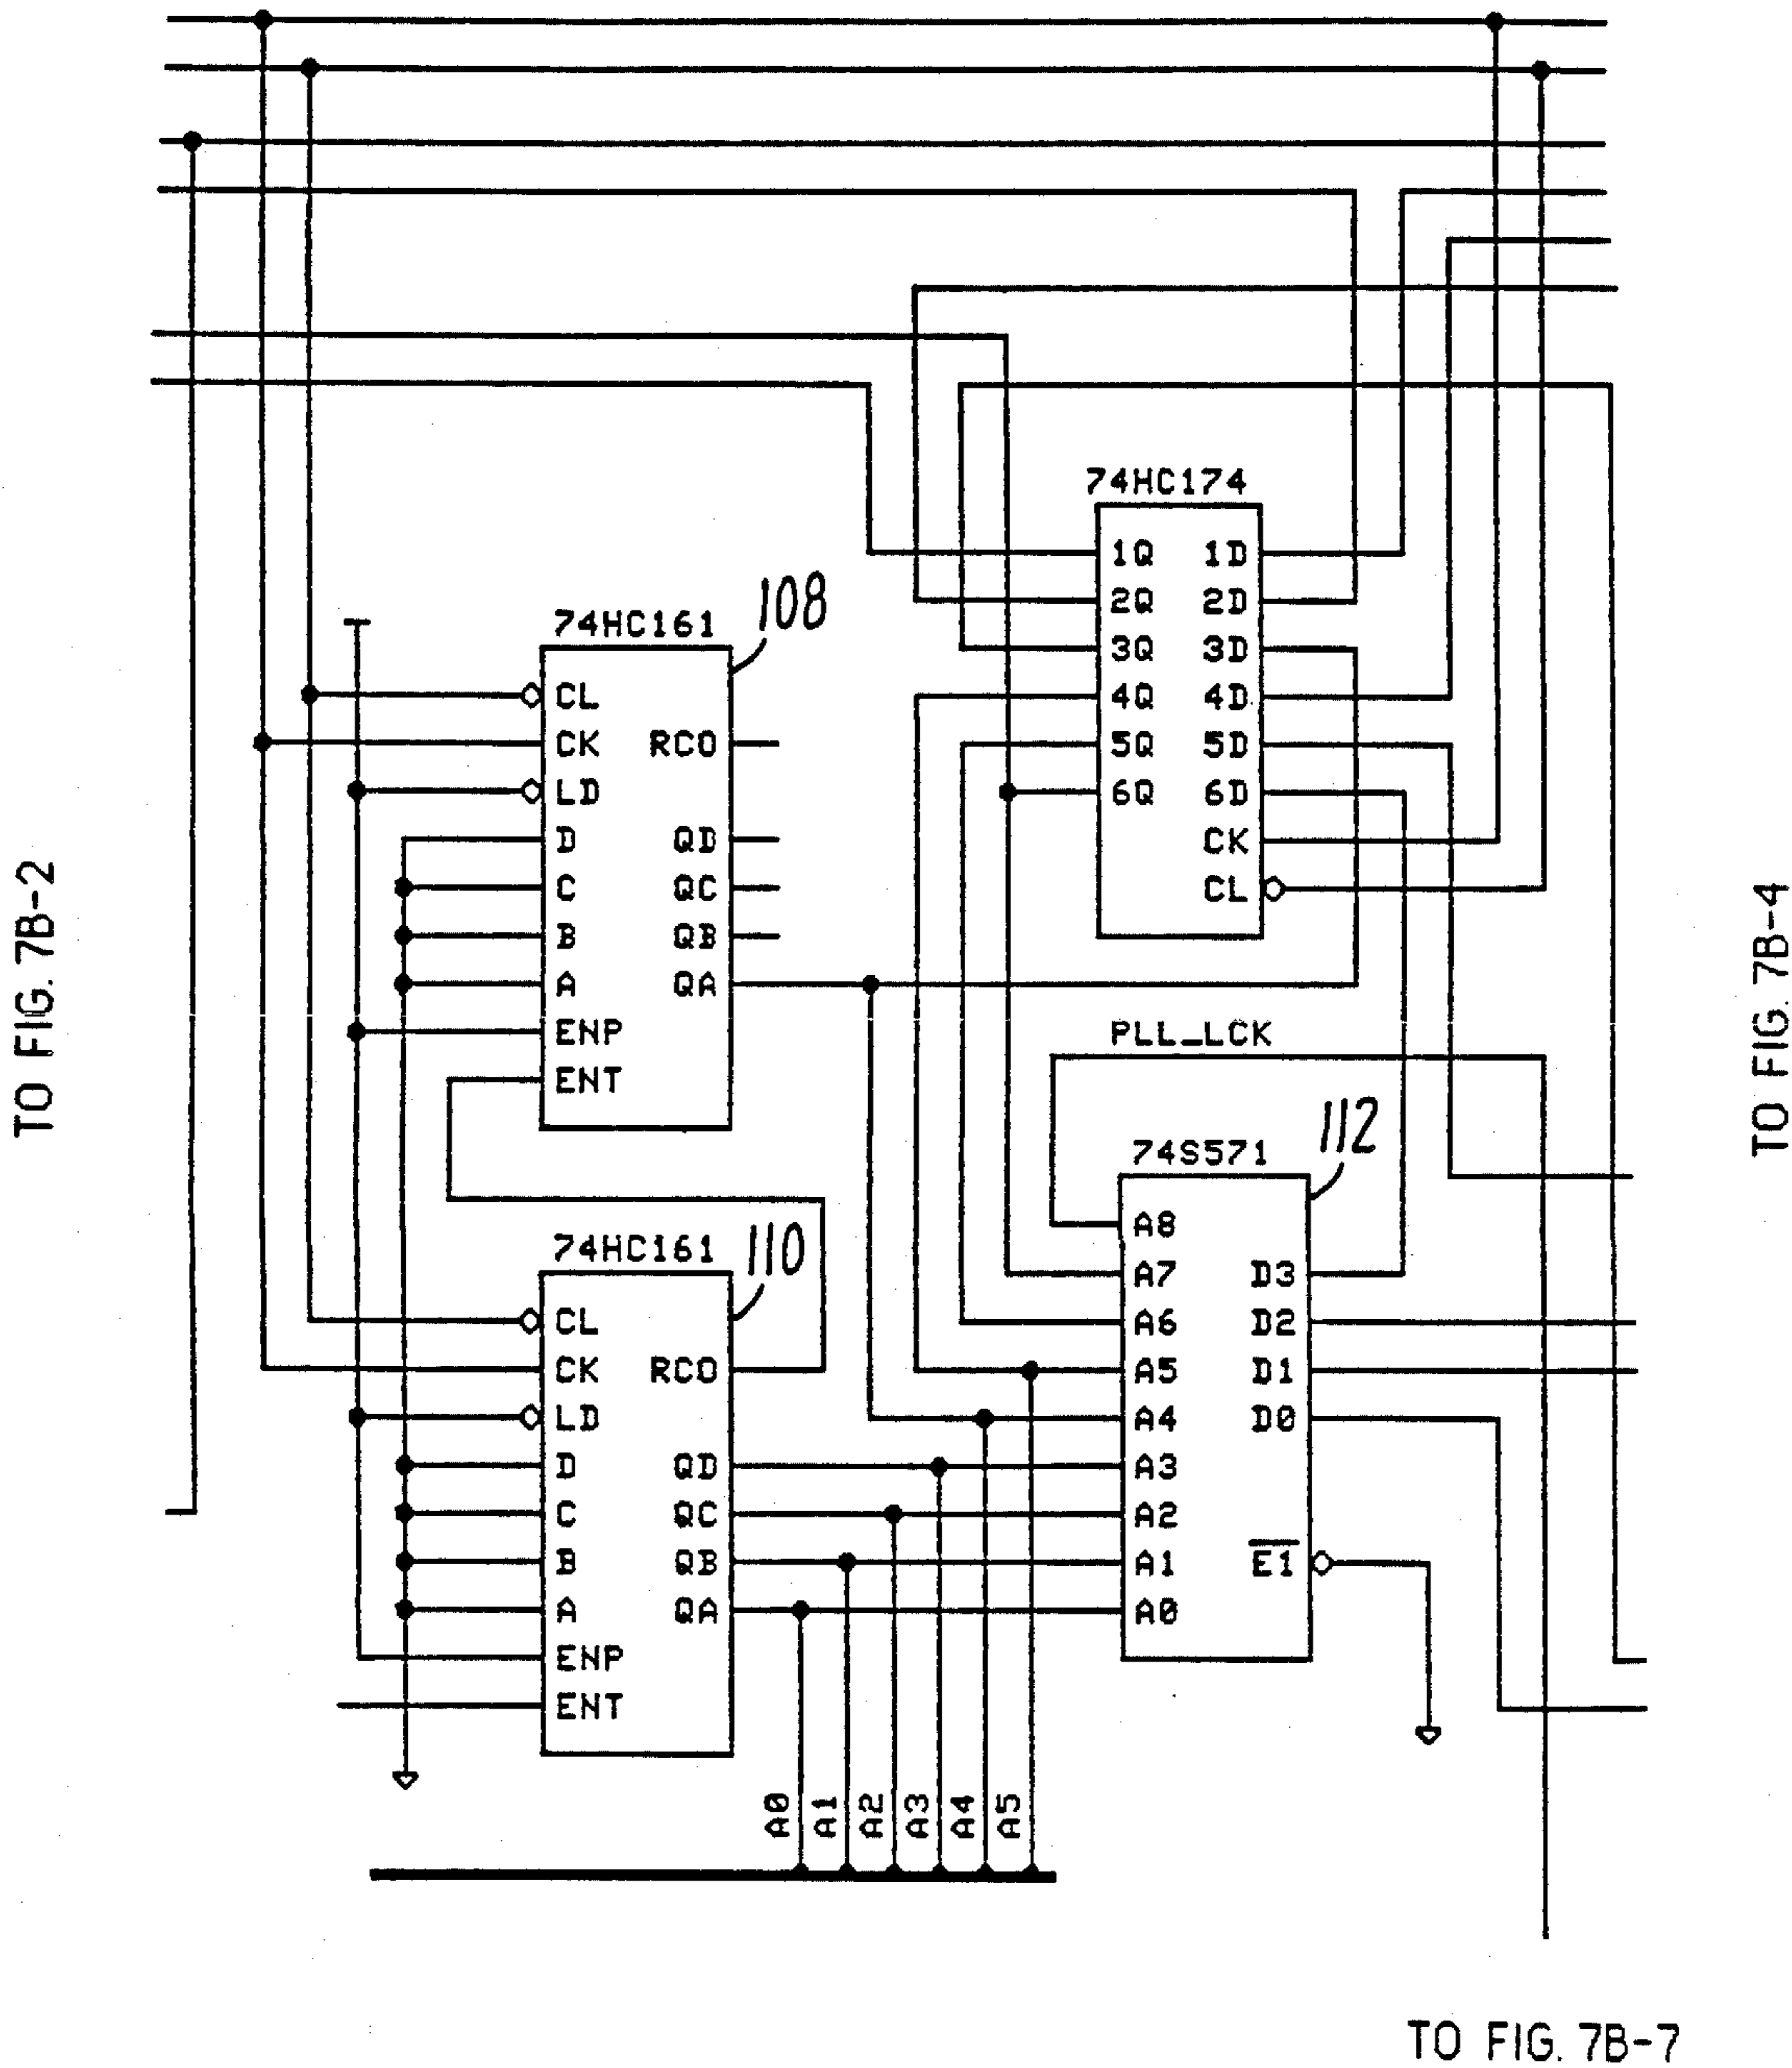 74HC174
1Q 1D
2Q 2D
3Q 3D
4Q 4D
5Q 5D
6Q 6D
CK
CL
74HC161
108
CL
CK RCO
LD
D QD
C QC
B QB
A QA
ENP
ENT
PLL_LCK
74S571
112
A8
A7 D3
A6 D2
A5 D1
A4 D0
A3
A2
A1 E1
A0
74HC161
110
CL
CK RCO
LD
D QD
C QC
B QB
A QA
ENP
ENT
A0
A1
A2
A3
A4
A5
TO FIG. 7B-2
TO FIG. 7B-4
TO FIG. 7B-7